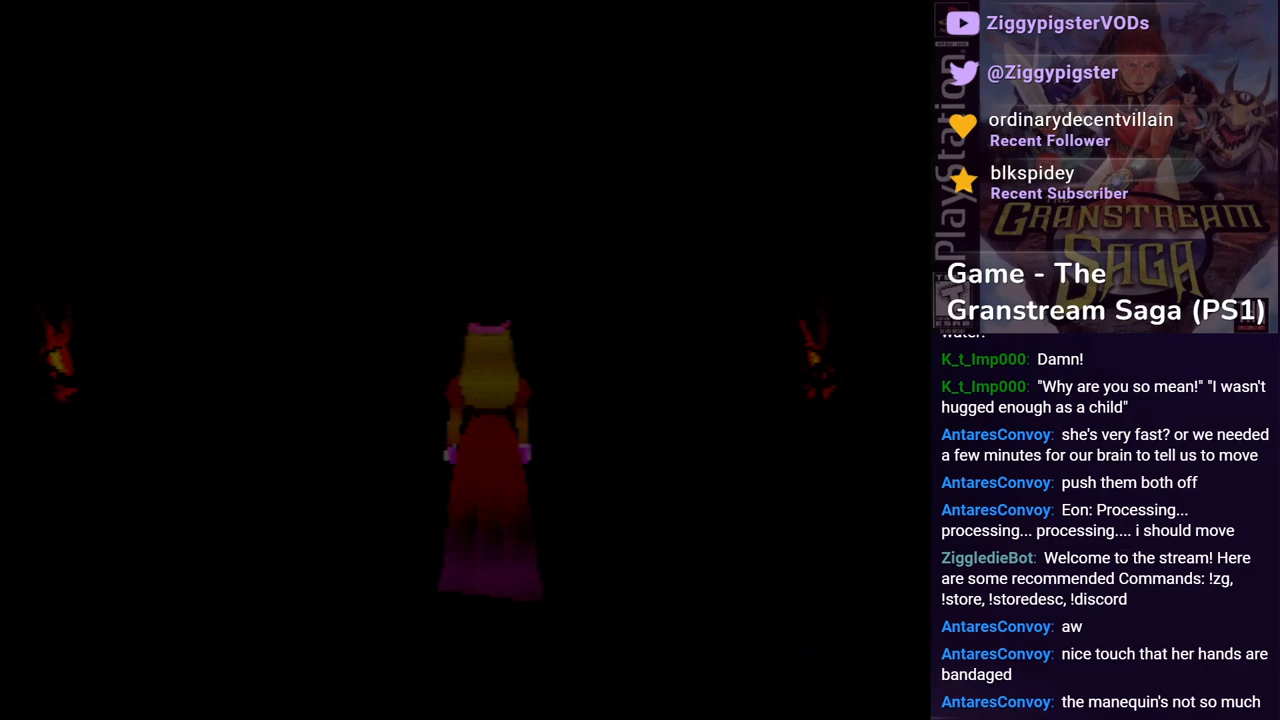 ZiggypigsterVODs
@Ziggypigster
ordinarydecentvillain
Recent Follower
blkspidey
Recent Subscriber
PlayStation
GRANSTREAM
SAGA
Game - The
Granstream Saga (PS1)
water!
K_t_Imp000: Damn!
K_t_Imp000: "Why are you so mean!" "I wasn't
hugged enough as a child"
AntaresConvoy: she's very fast? or we needed
a few minutes for our brain to tell us to move
AntaresConvoy: push them both off
AntaresConvoy: Eon: Processing...
processing... processing.... i should move
ZiggledieBot: Welcome to the stream! Here
are some recommended Commands: !zg,
!store, !storedesc, !discord
AntaresConvoy: aw
AntaresConvoy: nice touch that her hands are
bandaged
AntaresConvoy: the manequin's not so much